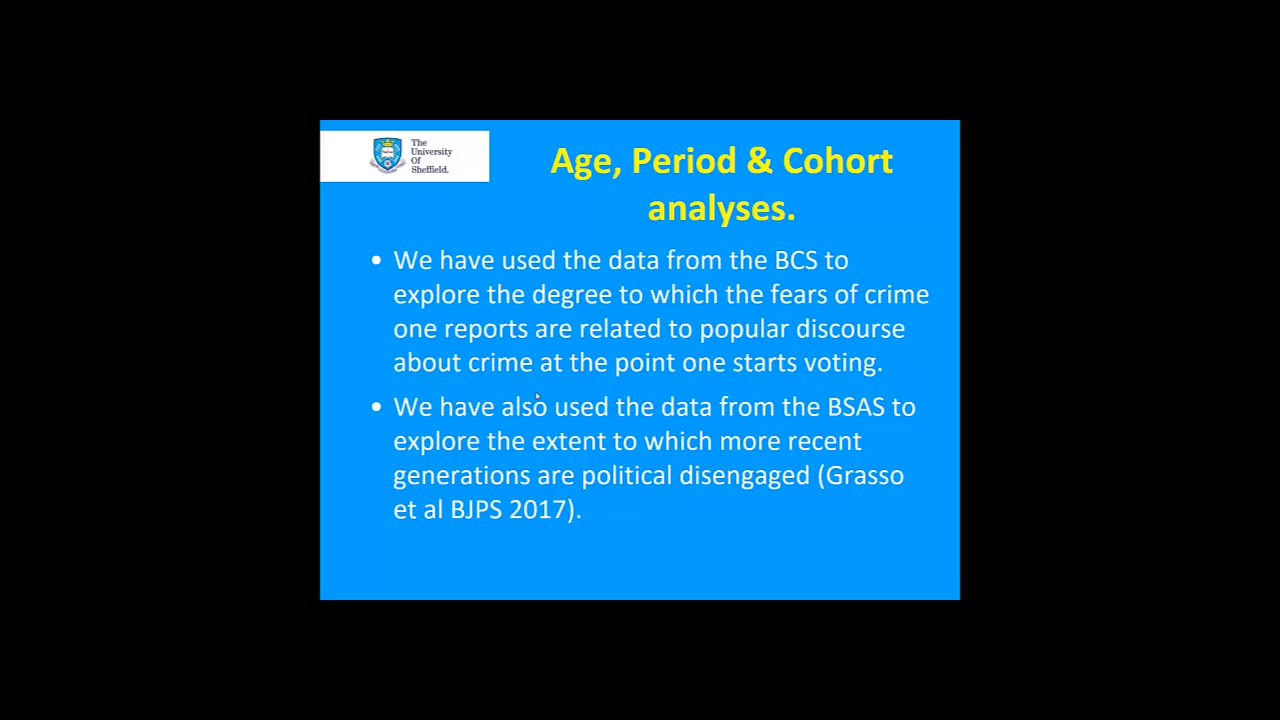 The
University
Of
Sheffield.
Age, Period & Cohort
analyses.
• We have used the data from the BCS to
explore the degree to which the fears of crime
one reports are related to popular discourse
about crime at the point one starts voting.
• We have also used the data from the BSAS to
explore the extent to which more recent
generations are political disengaged (Grasso
et al BJPS 2017).